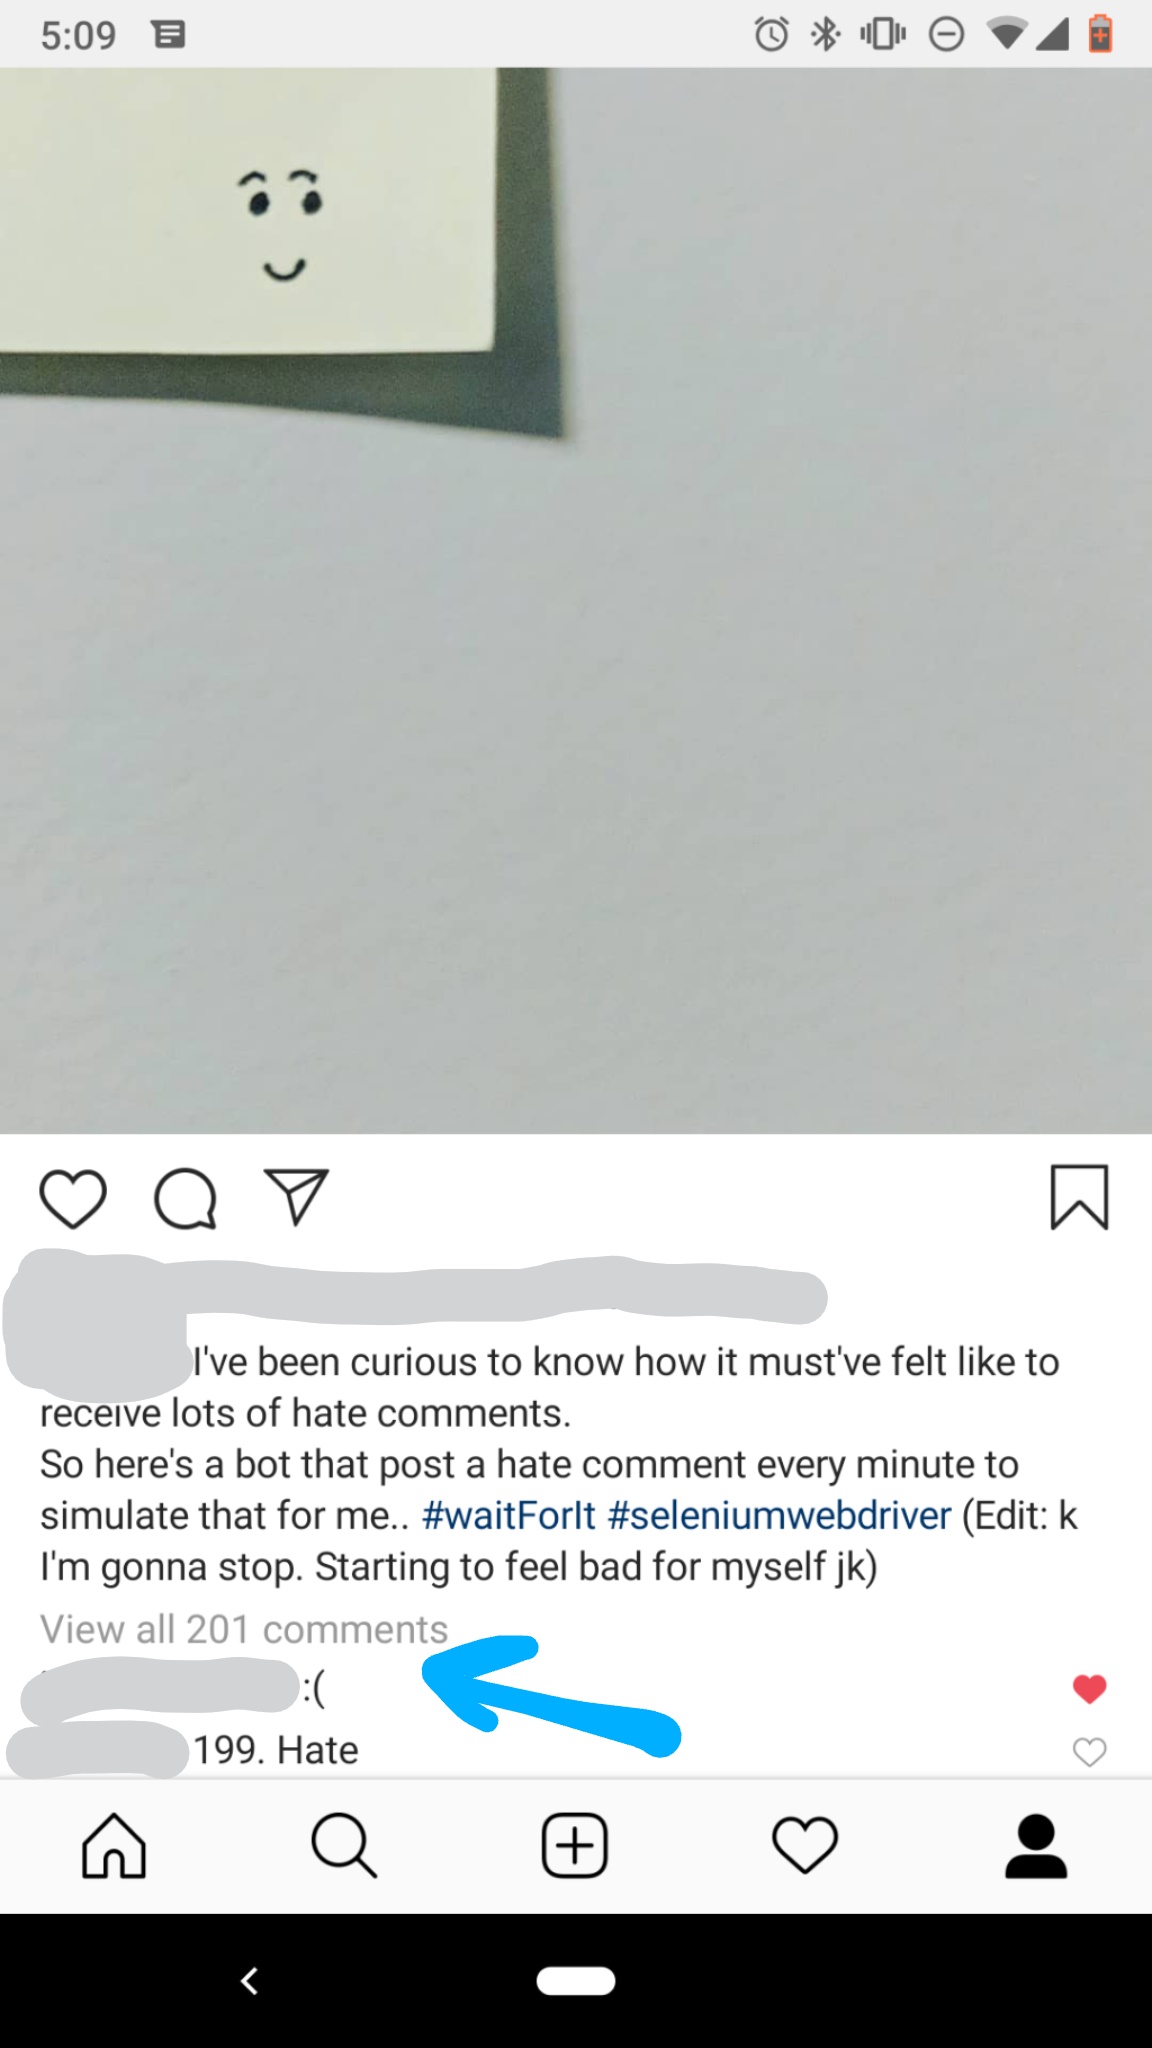 5:09
I've been curious to know how it must've felt like to
receive lots of hate comments.
So here's a bot that post a hate comment every minute to
simulate that for me.. #waitForIt #seleniumwebdriver (Edit: k
I'm gonna stop. Starting to feel bad for myself jk)
View all 201 comments
:(
199. Hate